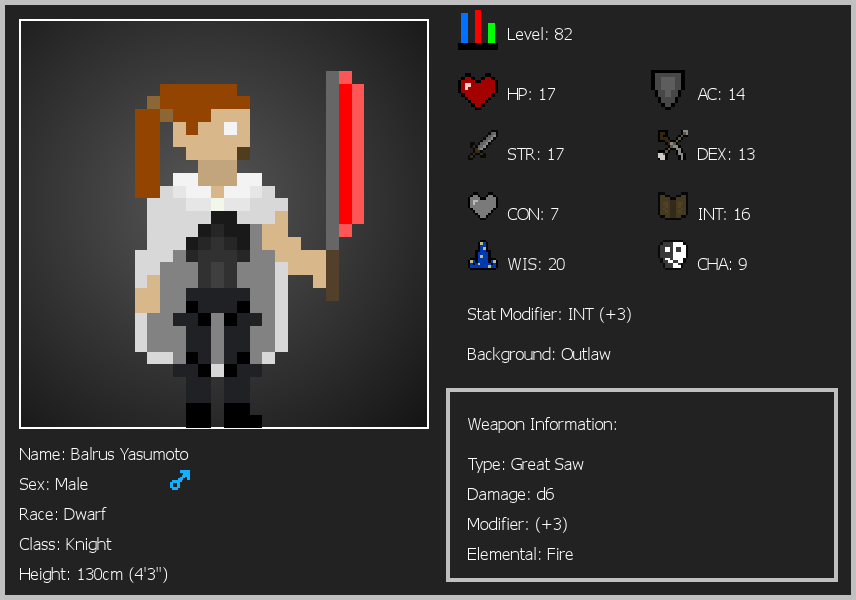 Level: 82
HP: 17
AC: 14
STR: 17
DEX: 13
CON: 7
INT: 16
WIS: 20
CHA: 9
Stat Modifier: INT (+3)
Background: Outlaw
Name: Balrus Yasumoto
Sex: Male
Race: Dwarf
Class: Knight
Height: 130cm (4'3")
Weapon Information:
Type: Great Saw
Damage: d6
Modifier: (+3)
Elemental: Fire